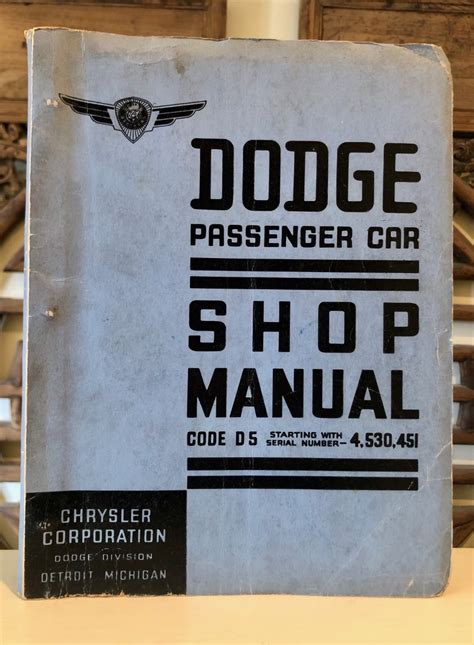 DODGE
PASSENGER CAR
SHOP
MANUAL
CODE D5 STARTING WITH SERIAL NUMBER- 4,530,451
CHRYSLER
CORPORATION
DODGE DIVISION
DETROIT MICHIGAN